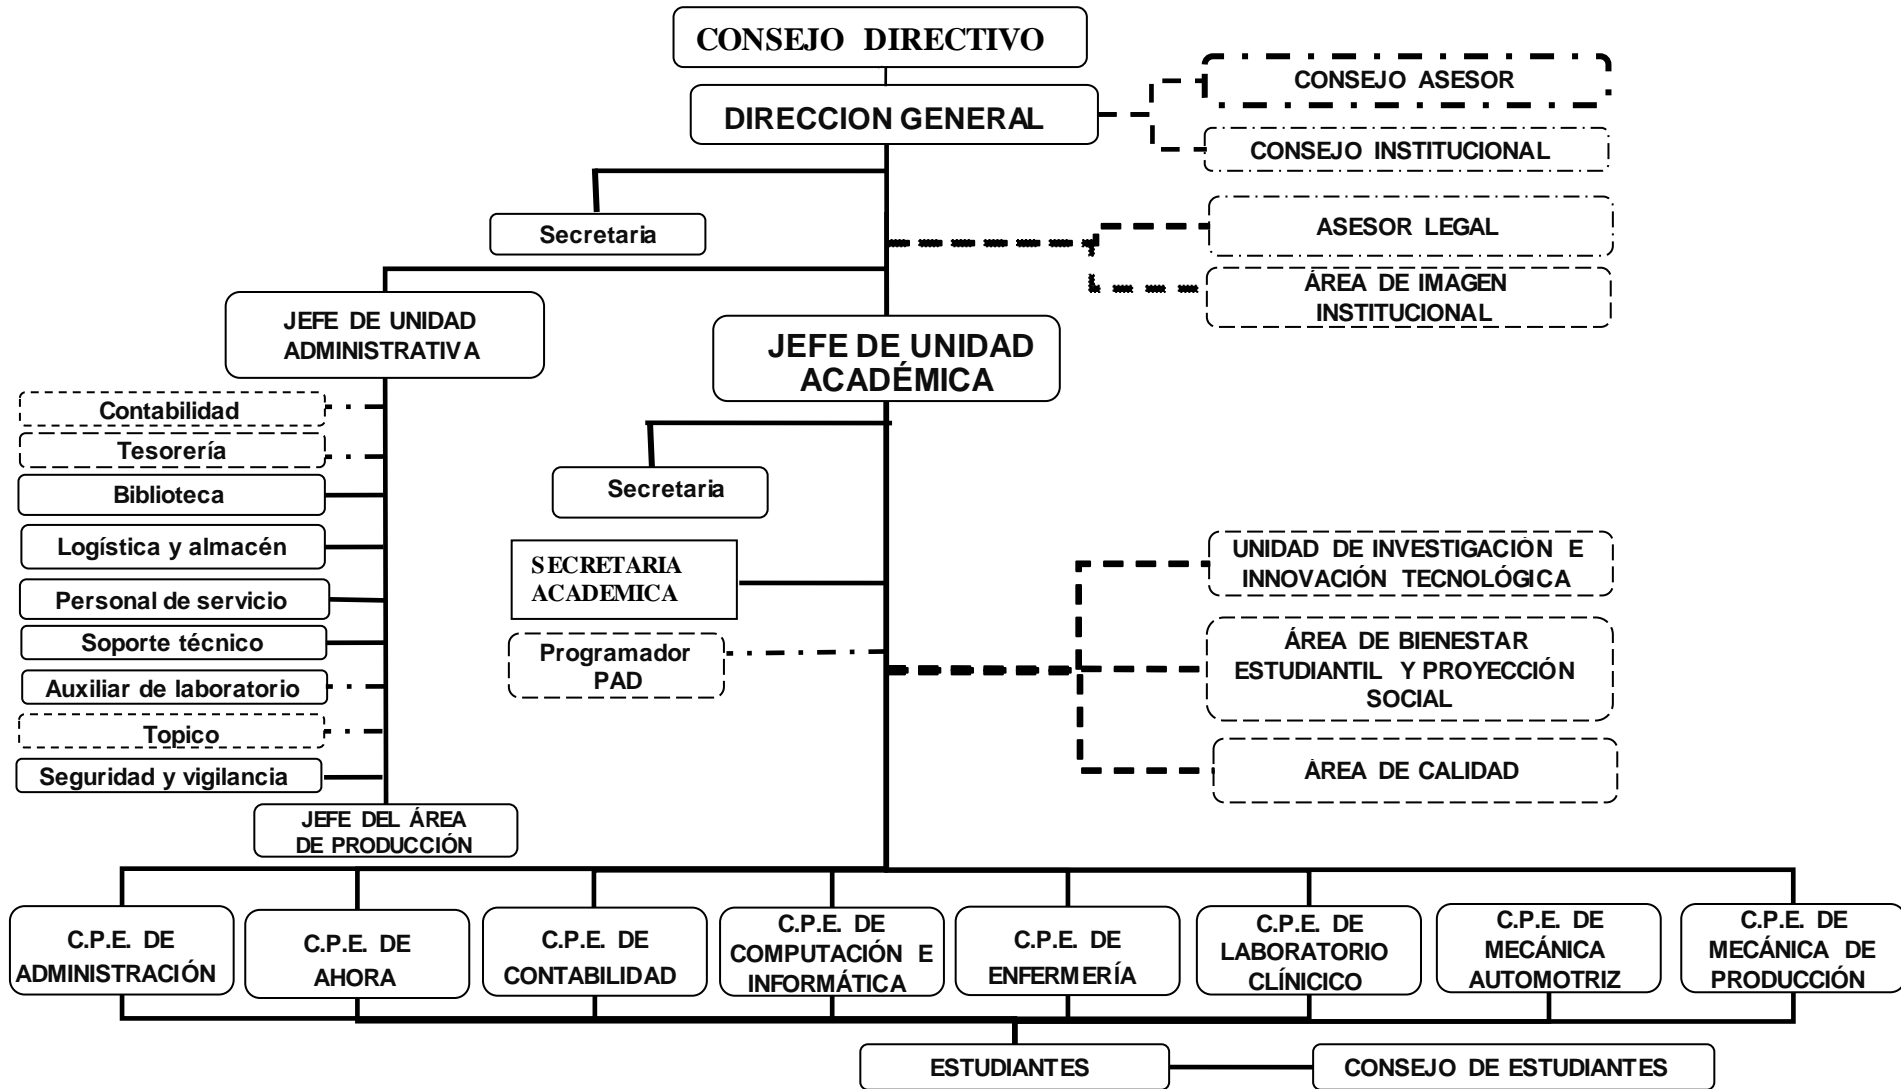 CONSEJO DIRECTIVO
DIRECCION GENERAL
CONSEJO ASESOR
CONSEJO INSTITUCIONAL
Secretaria
ASESOR LEGAL
ÁREA DE IMAGEN
INSTITUCIONAL
JEFE DE UNIDAD
ADMINISTRATIVA
JEFE DE UNIDAD
ACADÉMICA
Contabilidad
Tesorería
Biblioteca
Logística y almacén
Personal de servicio
Soporte técnico
Auxiliar de laboratorio
Topico
Seguridad y vigilancia
JEFE DEL ÁREA
DE PRODUCCIÓN
Secretaria
SECRETARIA
ACADEMICA
Programador
PAD
UNIDAD DE INVESTIGACIÓN E
INNOVACIÓN TECNOLÓGICA
ÁREA DE BIENESTAR
ESTUDIANTIL Y PROYECCIÓN
SOCIAL
ÁREA DE CALIDAD
C.P.E. DE
ADMINISTRACIÓN
C.P.E. DE
AHORA
C.P.E. DE
CONTABILIDAD
C.P.E. DE
COMPUTACIÓN E
INFORMÁTICA
C.P.E. DE
ENFERMERÍA
C.P.E. DE
LABORATORIO
CLÍNICICO
C.P.E. DE
MECÁNICA
AUTOMOTRIZ
C.P.E. DE
MECÁNICA DE
PRODUCCIÓN
ESTUDIANTES
CONSEJO DE ESTUDIANTES